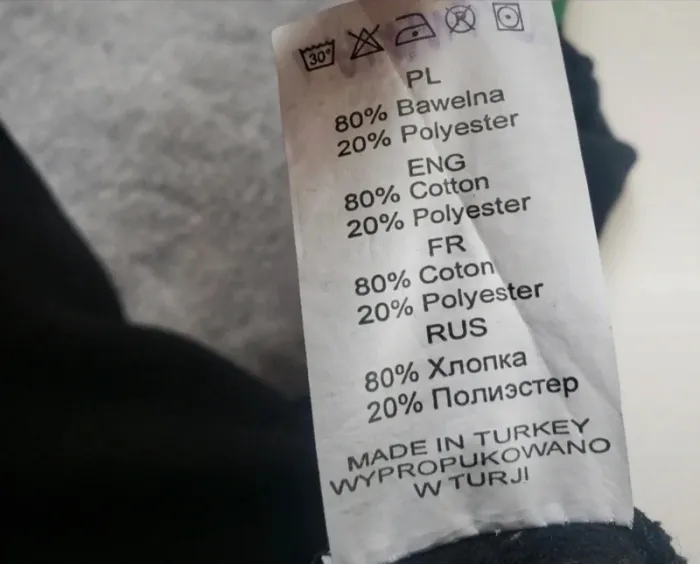 30°
PL
80% Bawelna
20% Polyester
ENG
80% Cotton
20% Polyester
FR
80% Coton
20% Polyester
RUS
80% Хлопка
20% Полиэстер
MADE IN TURKEY
WYPROPUKOWANO
W TURJI